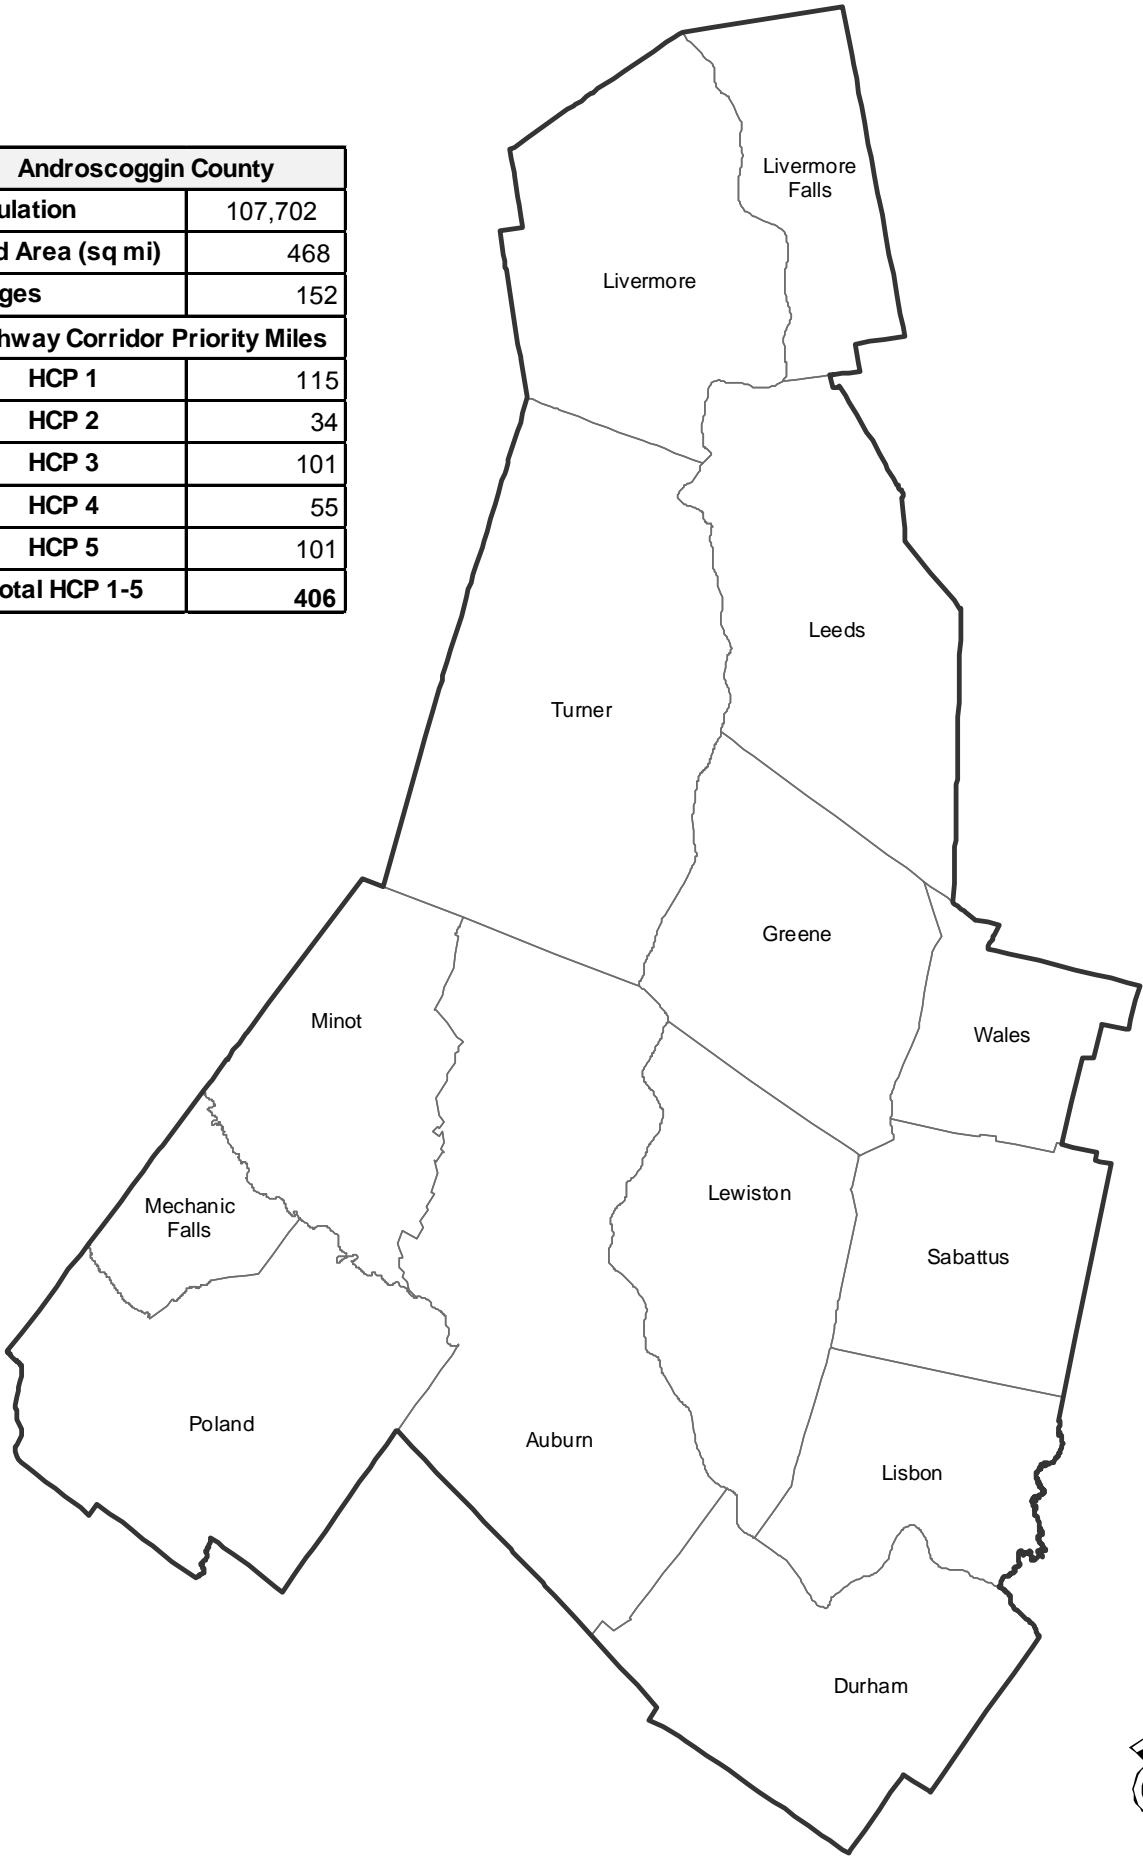 Androscoggin County
ulation 107,702
d Area (sq mi) 468
ges 152
hway Corridor Priority Miles
HCP 1 115
HCP 2 34
HCP 3 101
HCP 4 55
HCP 5 101
otal HCP 1-5 406
Livermore
Falls
Livermore
Leeds
Turner
Greene
Minot
Wales
Lewiston
Mechanic
Falls
Sabattus
Poland
Auburn
Lisbon
Durham